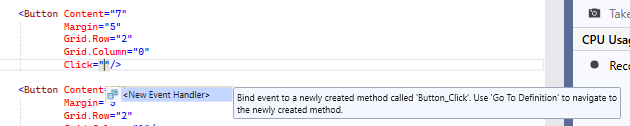 <Button Content="7"
Margin="5"
Grid.Row="2"
Grid.Column="0"
Click=""/>
<Button Content="
<New Event Handler>
Bind event to a newly created method called 'Button_Click'. Use 'Go To Definition' to navigate to
the newly created method.
Margin="5"
Grid.Row="2"
Take
CPU Usag
Reco